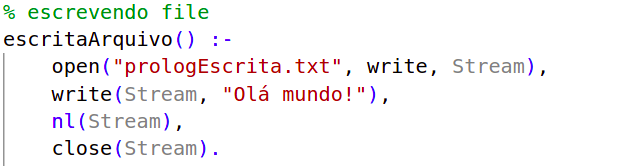 % escrevendo file
escritaArquivo() :-
    open("prologEscrita.txt", write, Stream),
    write(Stream, "Olá mundo!"),
    nl(Stream),
    close(Stream).